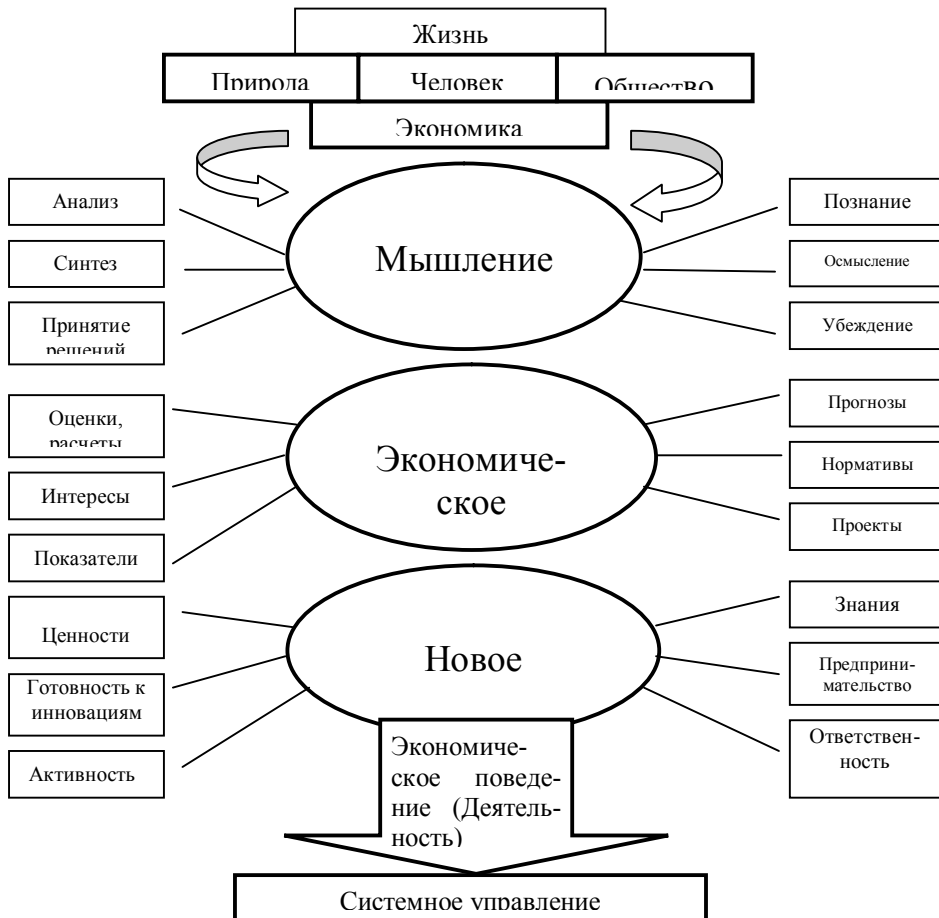 Жизнь
Природа
Человек
Общество
Экономика
Анализ
Синтез
Принятие
решений
Мышление
Познание
Осмысление
Убеждение
Оценки,
расчеты
Интересы
Показатели
Экономиче-
ское
Прогнозы
Нормативы
Проекты
Ценности
Готовность к
инновациям
Активность
Новое
Знания
Предприни-
мательство
Ответствен-
ность
Экономиче-
ское поведе-
ние (Деятель-
ность)
Системное управление